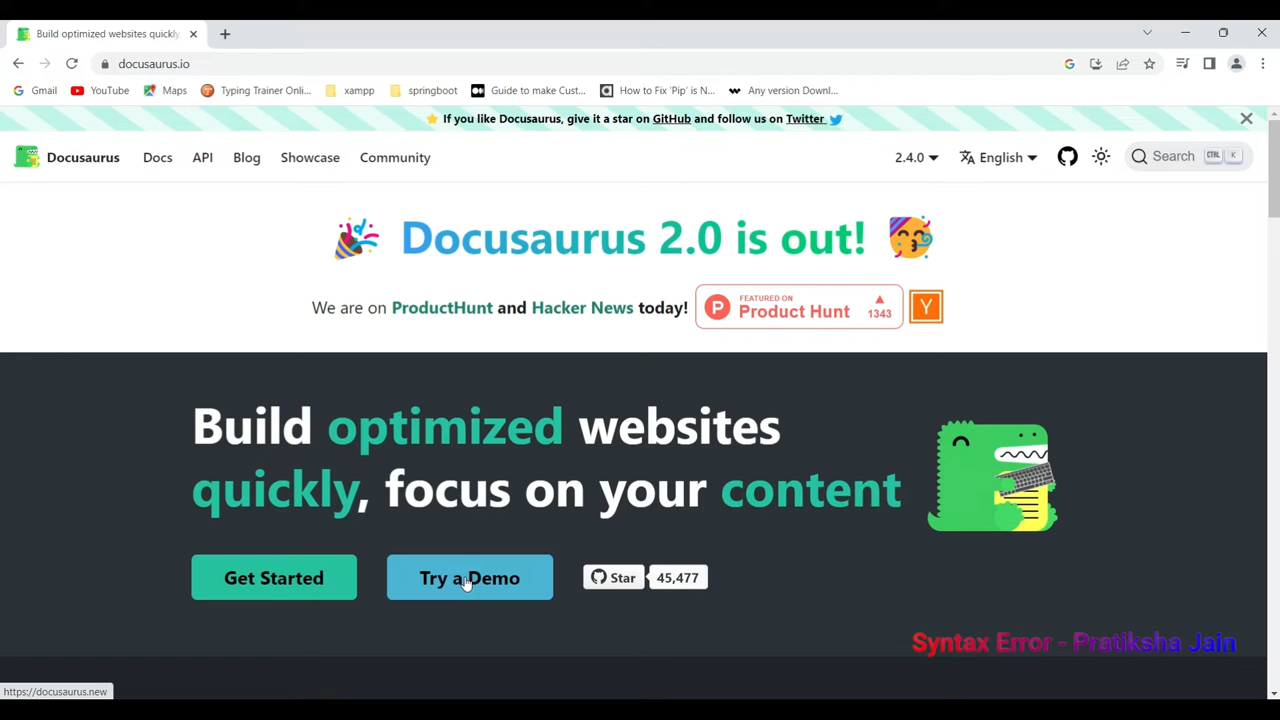 Build optimized websites quickly
docusaurus.io
Gmail YouTube Maps Typing Trainer Onli... xampp springboot Guide to make Cust... How to Fix 'Pip' is N... Any version Downl...
⭐ If you like Docusaurus, give it a star on GitHub and follow us on Twitter
Docusaurus Docs API Blog Showcase Community 2.4.0 English Search CTRL K
Docusaurus 2.0 is out!
We are on ProductHunt and Hacker News today! P FEATURED ON Product Hunt 1343 Y
Build optimized websites
quickly, focus on your content
Get Started Try a Demo Star 45,477
Syntax Error - Pratiksha Jain
https://docusaurus.new